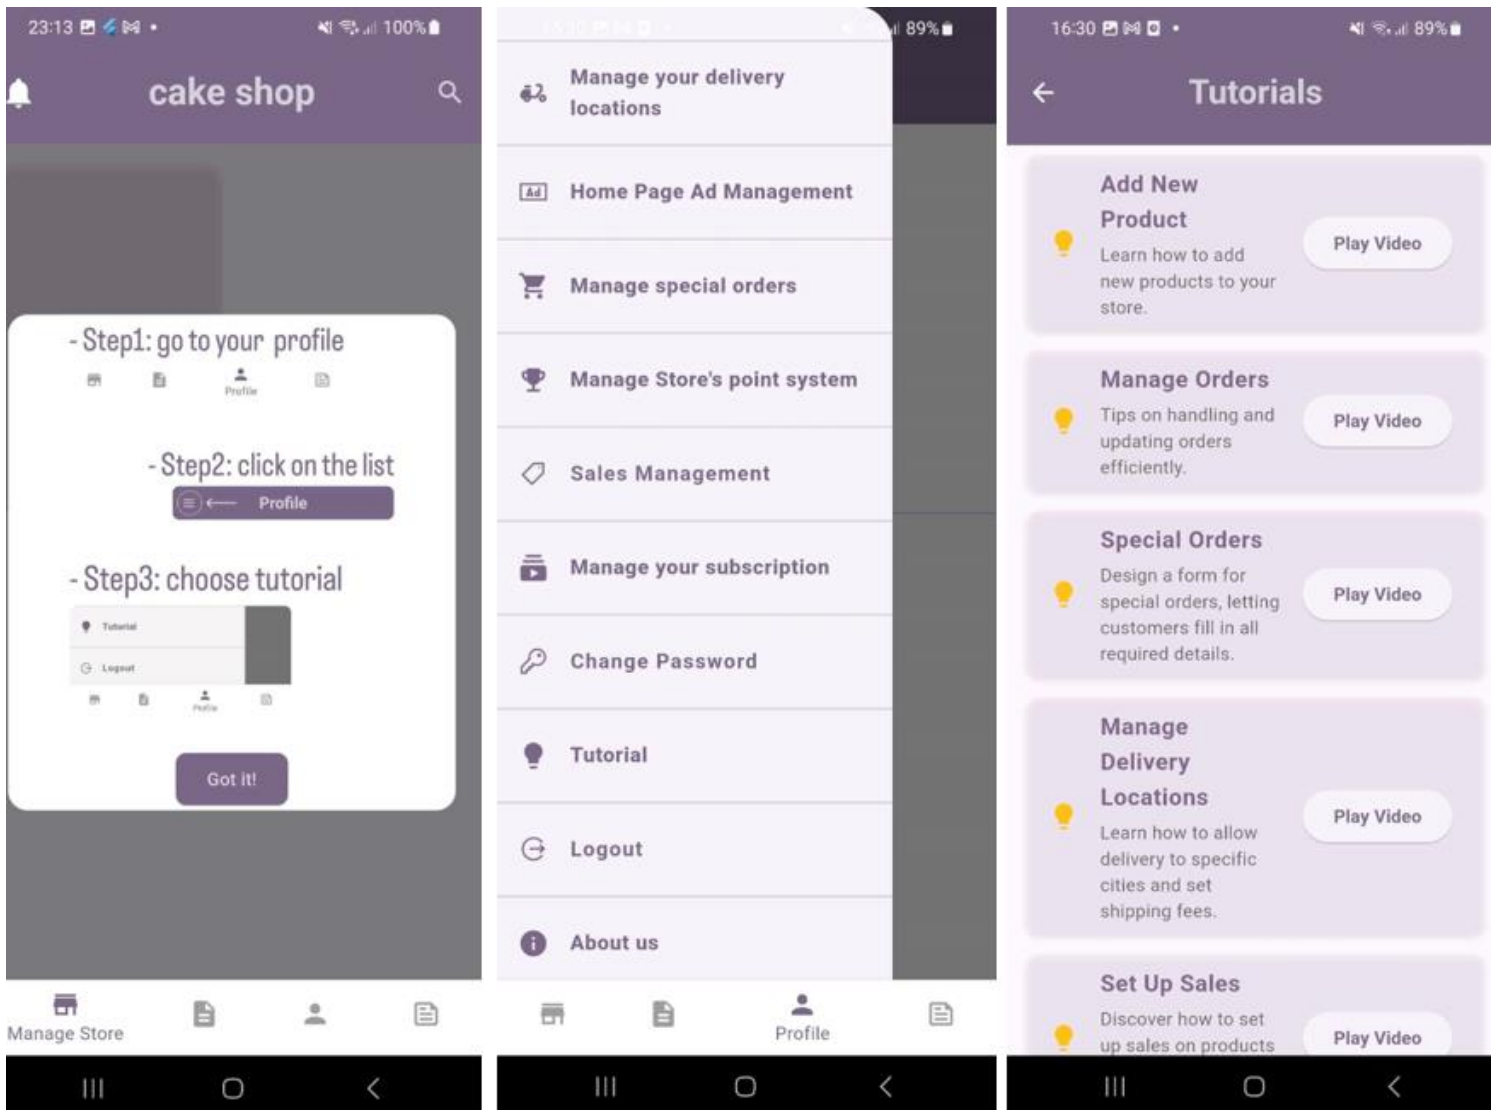 23:13
100%
cake shop
- Step1: go to your profile
Profile
- Step2: click on the list
Profile
- Step3: choose tutorial
Tutorial
Logout
Profile
Got it!
Manage Store
89%
Manage your delivery
locations
Ad
Home Page Ad Management
Manage special orders
Manage Store's point system
Sales Management
Manage your subscription
Change Password
Tutorial
Logout
About us
Profile
16:30
89%
Tutorials
Add New
Product
Learn how to add
new products to your
store.
Play Video
Manage Orders
Tips on handling and
updating orders
efficiently.
Play Video
Special Orders
Design a form for
special orders, letting
customers fill in all
required details.
Play Video
Manage
Delivery
Locations
Learn how to allow
delivery to specific
cities and set
shipping fees.
Play Video
Set Up Sales
Discover how to set
up sales on products
Play Video